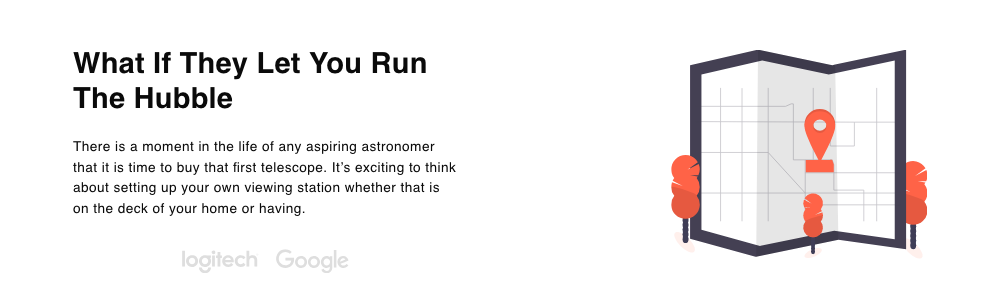 What If They Let You Run
The Hubble
There is a moment in the life of any aspiring astronomer
that it is time to buy that first telescope. It’s exciting to think
about setting up your own viewing station whether that is
on the deck of your home or having.
logitech Google